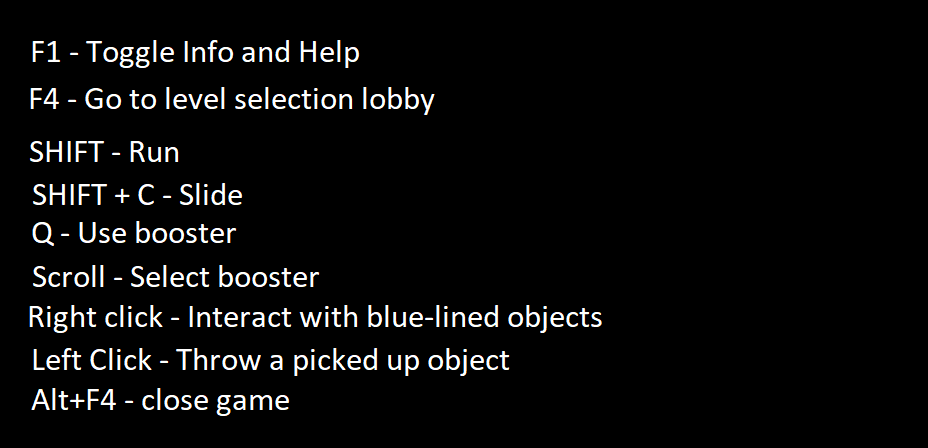 F1 - Toggle Info and Help
F4 - Go to level selection lobby
SHIFT - Run
SHIFT + C - Slide
Q - Use booster
Scroll - Select booster
Right click - Interact with blue-lined objects
Left Click - Throw a picked up object
Alt+F4 - close game